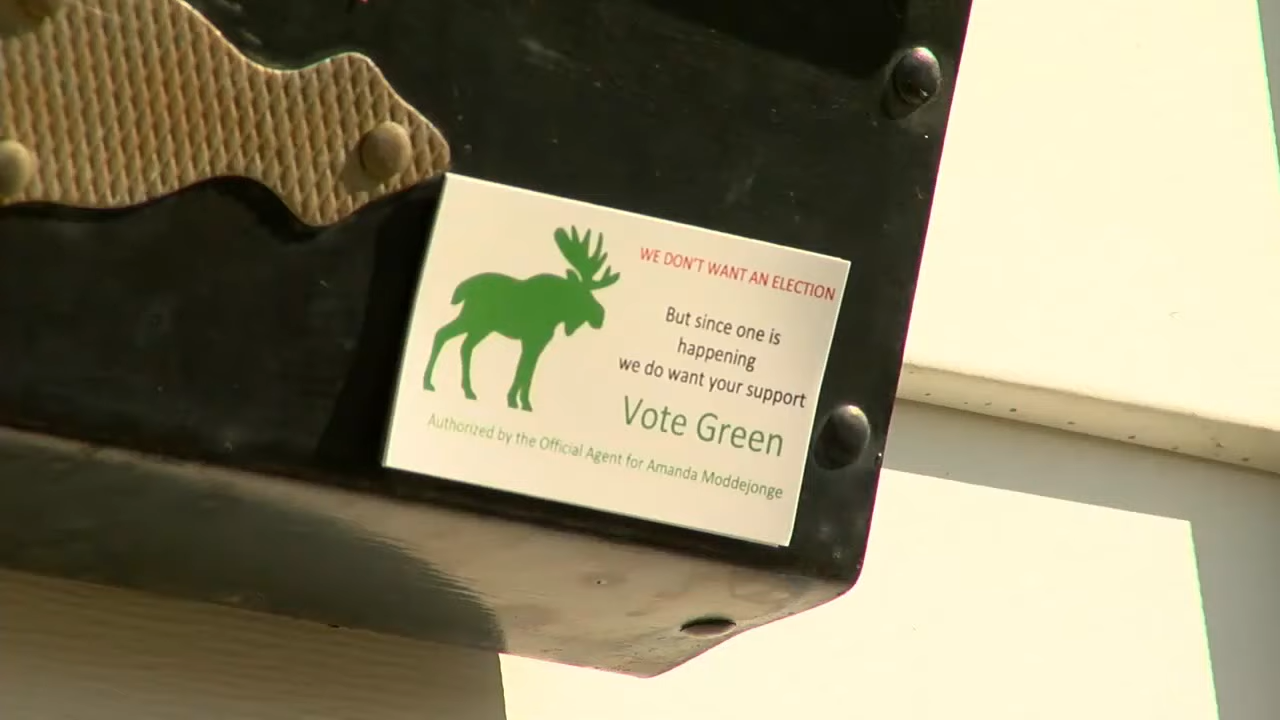 WE DON'T WANT AN ELECTION
But since one is
happening
we do want your support
Vote Green
Authorized by the Official Agent for Amanda Moddejonge